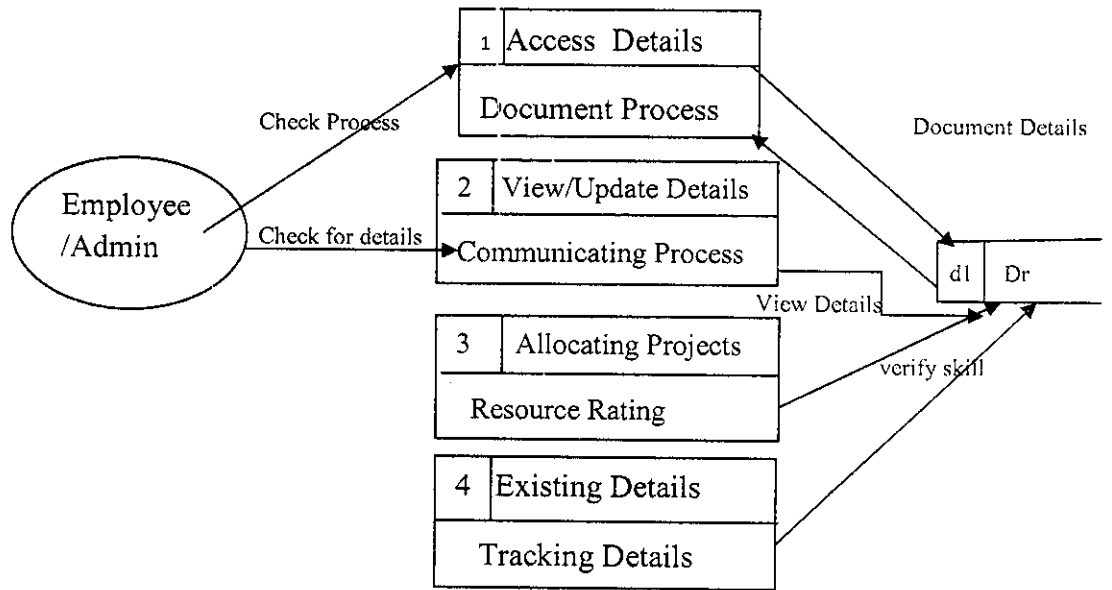 1 Access Details
Document Process
Check Process
Document Details
2 View/Update Details
Employee
/Admin
Check for details
Communicating Process
d1 Dr
View Details
3 Allocating Projects
verify skill
Resource Rating
4 Existing Details
Tracking Details